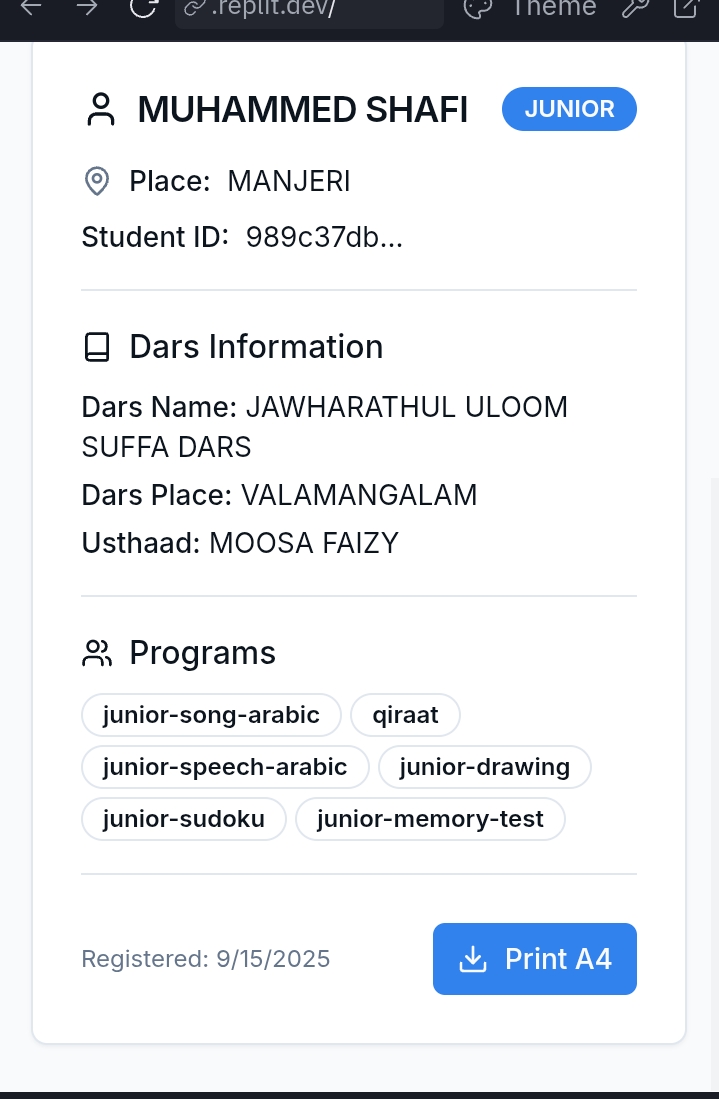 .replit.dev/ Theme
MUHAMMED SHAFI JUNIOR
Place: MANJERI
Student ID: 989c37db...
Dars Information
Dars Name: JAWHARATHUL ULOOM
SUFFA DARS
Dars Place: VALAMANGALAM
Usthaad: MOOSA FAIZY
Programs
junior-song-arabic qiraat
junior-speech-arabic junior-drawing
junior-sudoku junior-memory-test
Registered: 9/15/2025 Print A4